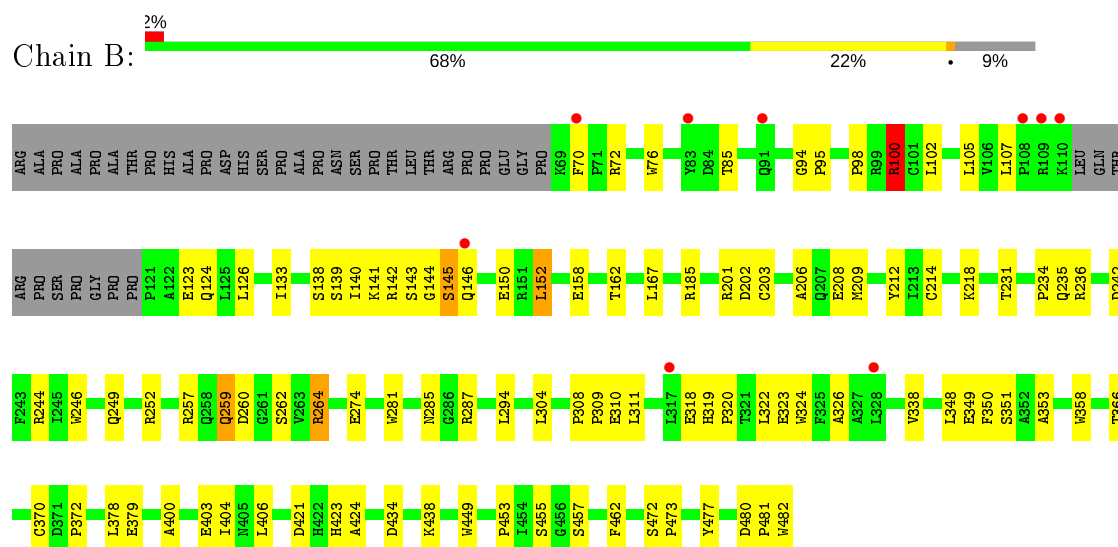 2%
Chain B:
68% 22% • 9%
ARG ALA PRO ALA PRO ALA THR PRO HIS ALA PRO ASP HIS SER PRO ALA ASN SER PRO THR LEU THR ARG PRO PRO GLU GLY PRO K69 F70 P71 R72 W76 Y83 D84 T85 Q91 G94 P95 P98 R99 R100 C101 L102 L105 V106 L107 P108 R109 K110 LEU GLN THR
ARG PRO SER PRO GLY PRO PRO P121 A122 E123 Q124 L125 L126 I133 S138 S139 I140 K141 R142 S143 G144 S145 Q146 E150 R151 L152 E158 T162 L167 R185 R201 D202 C203 A206 Q207 E208 M209 Y212 I213 C214 K218 T231 P234 Q235 R236 D242
F243 R244 I245 W246 Q249 R252 R257 Q258 Q259 D260 G261 S262 V263 R264 E274 W281 N285 G286 R287 L294 L304 P308 P309 E310 L311 L317 E318 H319 P320 T321 L322 E323 W324 F325 A326 A327 L328 V338 L348 E349 F350 S351 A352 A353 W358 T366
C370 D371 P372 L378 E379 A400 E403 I404 N405 L406 D421 H422 H423 A424 D434 K438 W449 P453 I454 S455 G456 S457 F462 S472 P473 Y477 D480 P481 W482